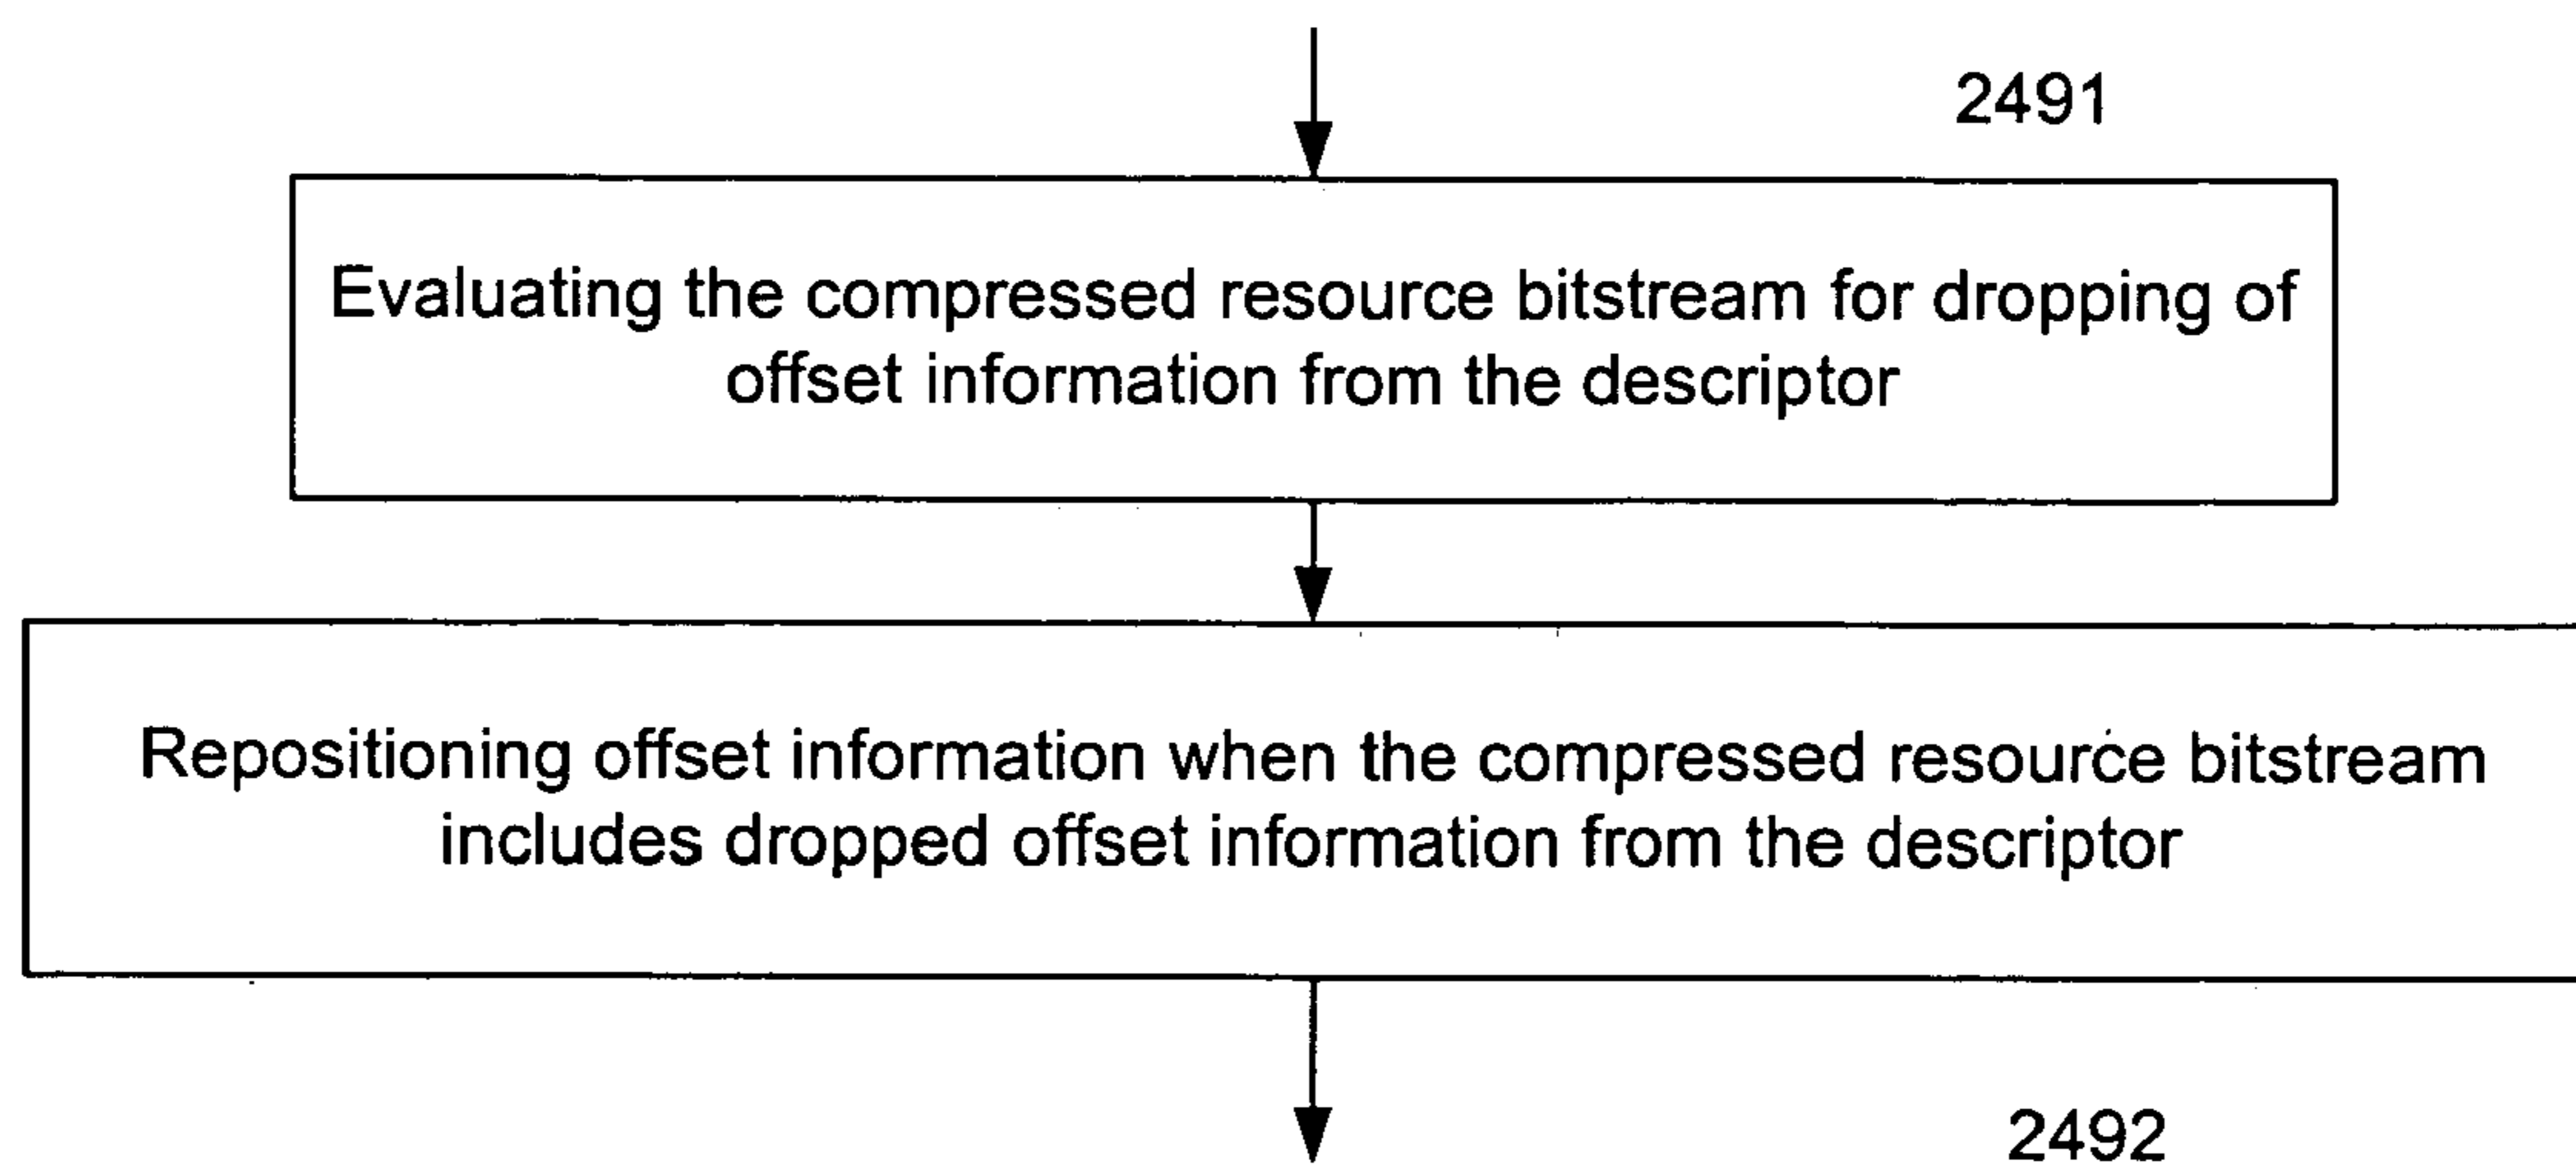 2491
Evaluating the compressed resource bitstream for dropping of
offset information from the descriptor
Repositioning offset information when the compressed resource bitstream
includes dropped offset information from the descriptor
2492